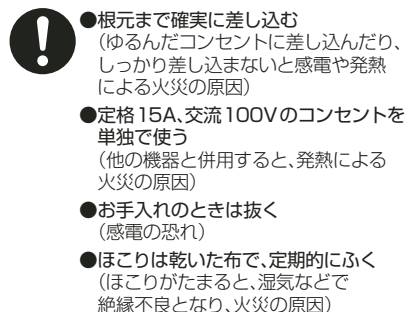 ●根元まで確実に差し込む
（ゆるんだコンセントに差し込んだり、
しっかり差し込まないと感電や発熱
による火災の原因）
●定格15A、交流100Vのコンセントを
単独で使う
（他の機器と併用すると、発熱による
火災の原因）
●お手入れのときは抜く
（感電の恐れ）
●ほこりは乾いた布で、定期的にふく
（ほこりがたまると、湿気などで
絶縁不良となり、火災の原因）